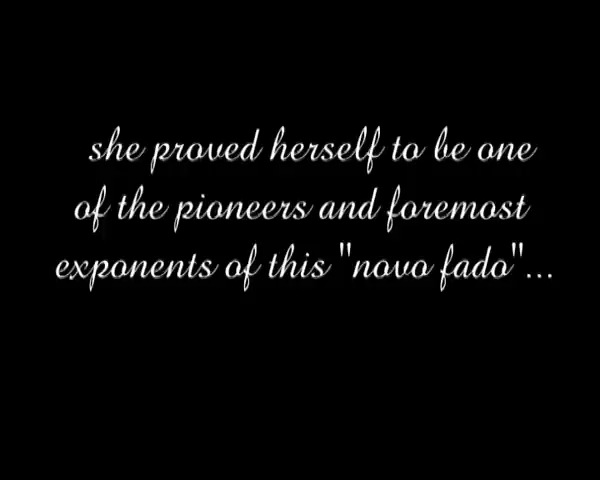 she proved herself to be one
of the pioneers and foremost
exponents of this "novo fado"...